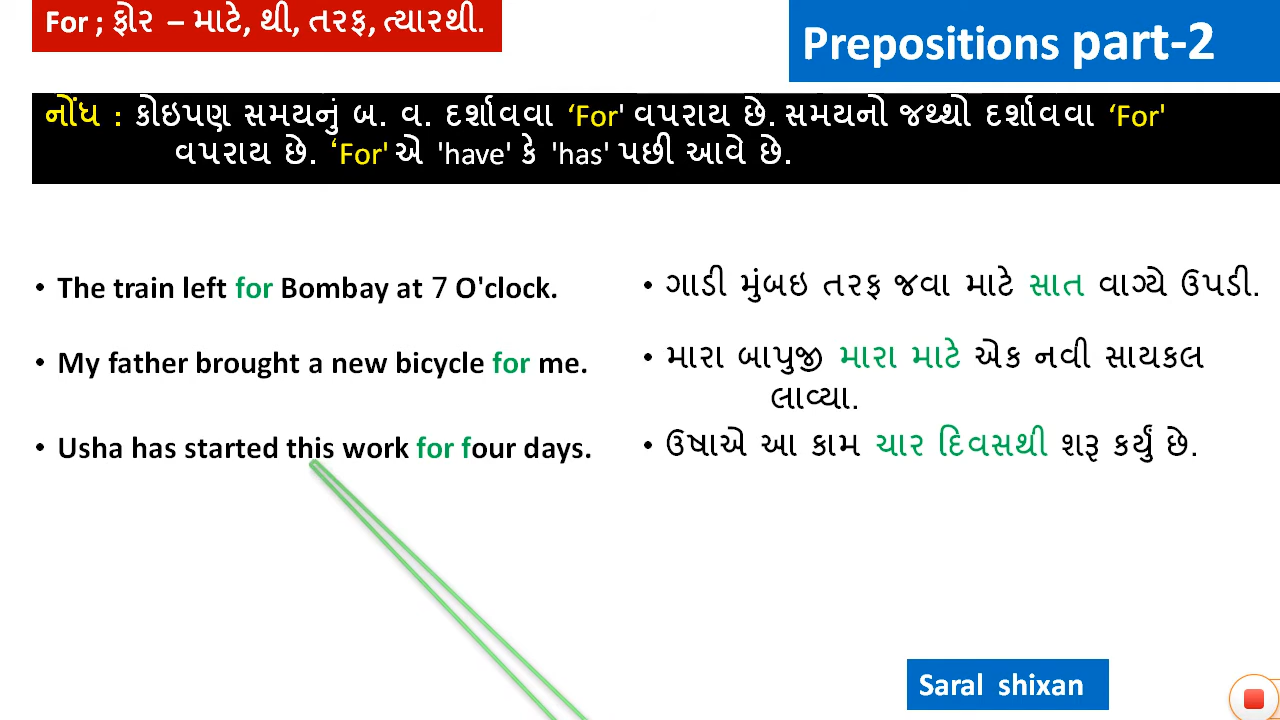 For ; ફોર – માટે, થી, તરફ, ત્યારથી.
Prepositions part-2
નોંધ : કોઇપણ સમયનું બ. વ. દર્શાવવા ‘For' વપરાય છે. સમયનો જથ્થો દર્શાવવા ‘For'
વપરાય છે. ‘For' એ 'have' કે 'has' પછી આવે છે.
• The train left for Bombay at 7 O'clock.
• ગાડી મુંબઇ તરફ જવા માટે સાત વાગ્યે ઉપડી.
• My father brought a new bicycle for me.
• મારા બાપુજી મારા માટે એક નવી સાયકલ
લાવ્યા.
• Usha has started this work for four days.
• ઉષાએ આ કામ ચાર દિવસથી શરૂ કર્યું છે.
Saral shixan